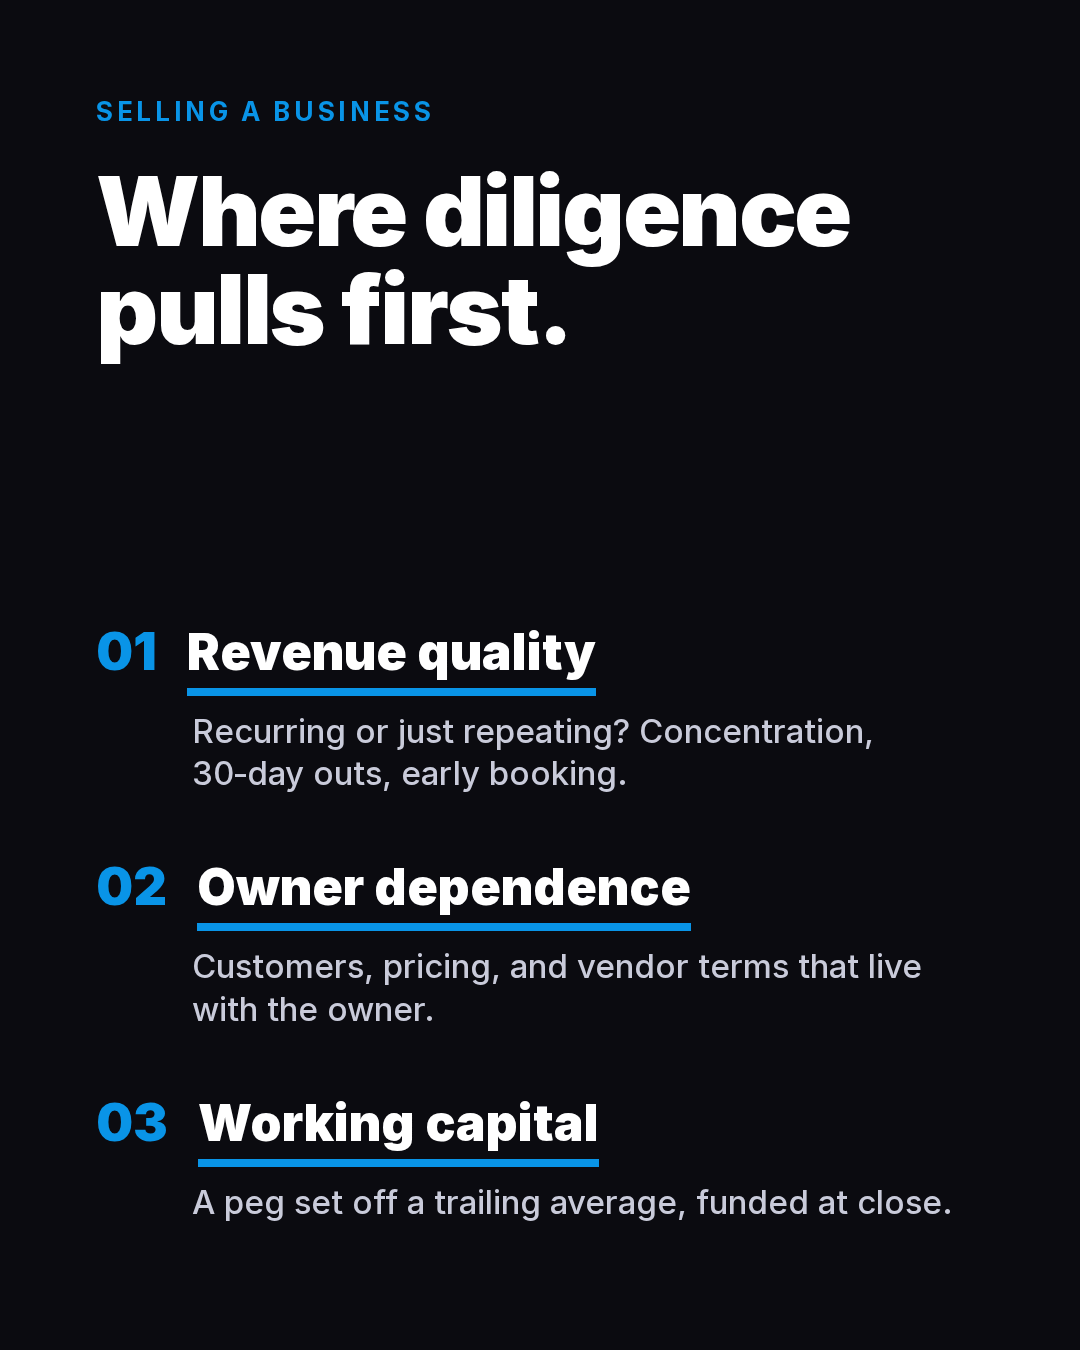 SELLING A BUSINESS
Where diligence
pulls first.
01 Revenue quality
Recurring or just repeating? Concentration,
30-day outs, early booking.
02 Owner dependence
Customers, pricing, and vendor terms that live
with the owner.
03 Working capital
A peg set off a trailing average, funded at close.